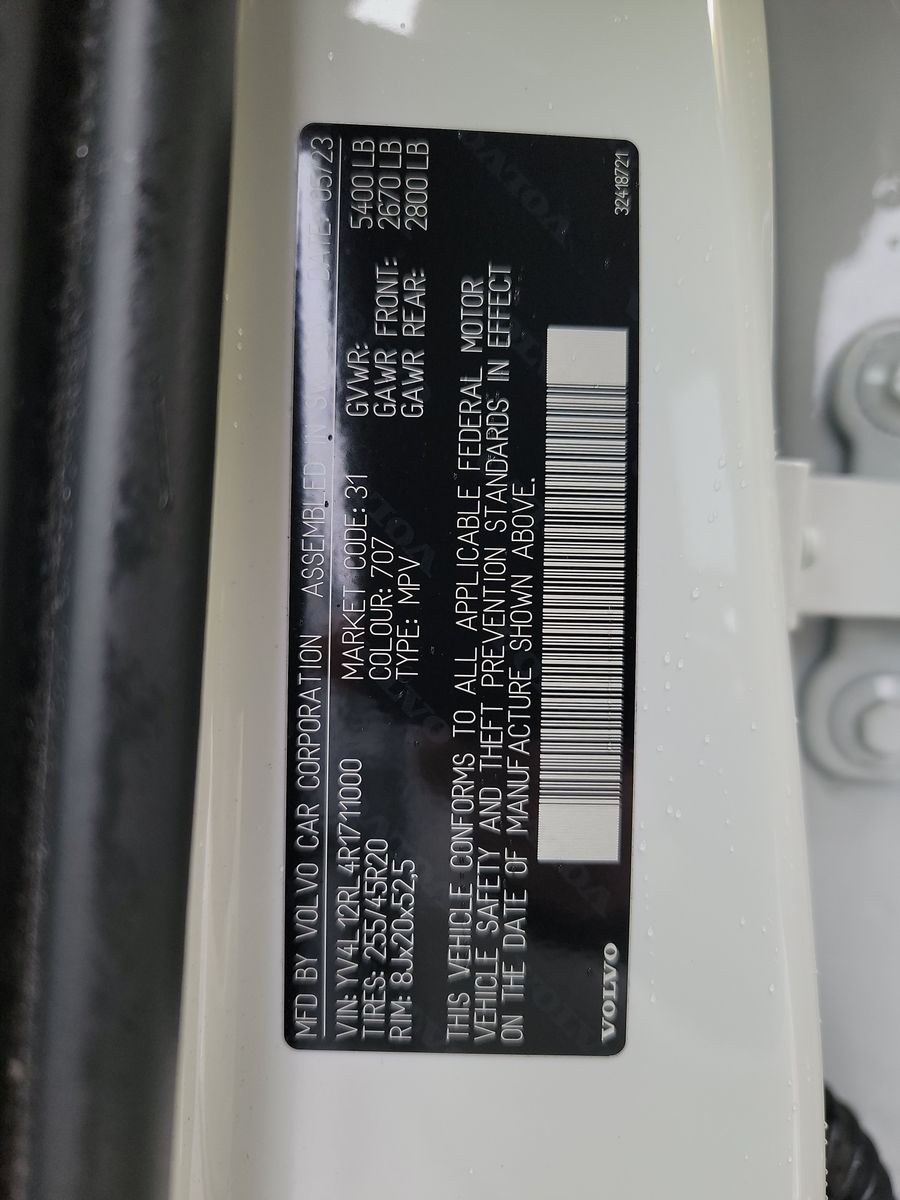 MFD BY VOLVO CAR CORPORATION ASSEMBLED IN DATE: 05/23
VIN: YV4L12RL4R1711000 MARKET CODE: 31 GVWR: 5400 LB
TIRES: 255/45R20 COLOUR: 707 GAWR FRONT: 2670 LB
RIM: 8Jx20x52,5 TYPE: MPV GAWR REAR: 2800 LB
THIS VEHICLE CONFORMS TO ALL APPLICABLE FEDERAL MOTOR
VEHICLE SAFETY AND THEFT PREVENTION STANDARDS IN EFFECT
ON THE DATE OF MANUFACTURE SHOWN ABOVE.
VOLVO 32418721